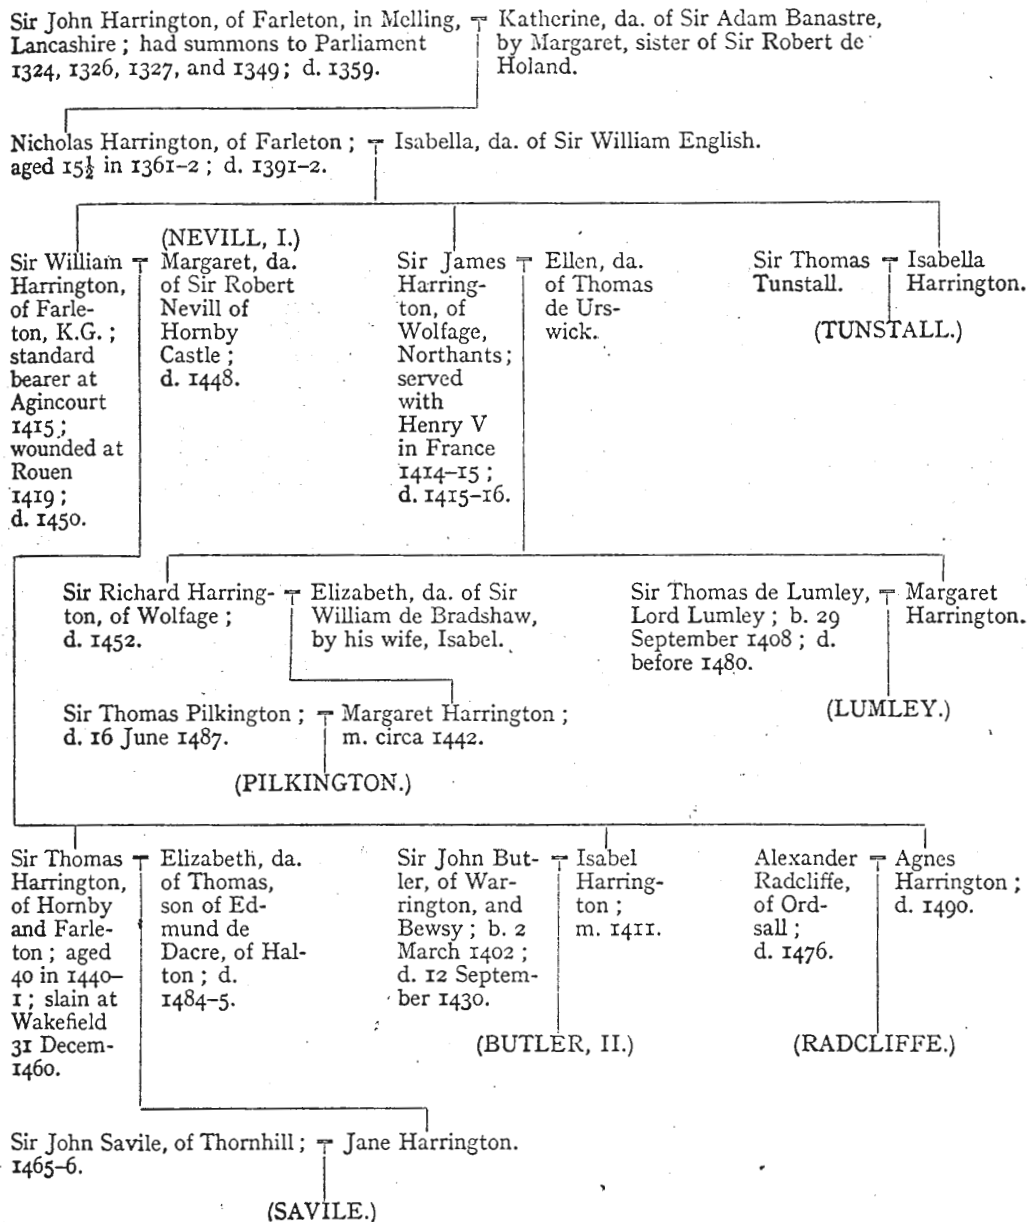 Sir John Harrington, of Farleton, in Melling,
Lancashire; had summons to Parliament
1324, 1326, 1327, and 1349; d. 1359.
Katherine, da. of Sir Adam Banastre,
by Margaret, sister of Sir Robert de
Holand.
Nicholas Harrington, of Farleton;
aged 15½ in 1361–2; d. 1391–2.
Isabella, da. of Sir William English.
Sir William
Harrington,
of Farle-
ton, K.G.;
standard
bearer at
Agincourt
1415;
wounded at
Rouen
1419;
d. 1450.
(NEVILL, I.)
Margaret, da.
of Sir Robert
Nevill of
Hornby
Castle;
d. 1448.
Sir James
Harring-
ton, of
Wolfage,
Northants;
served
with
Henry V
in France
1414–15;
d. 1415–16.
Ellen, da.
of Thomas
de Urs-
wick.
Sir Thomas
Tunstall.
Isabella
Harrington.
(TUNSTALL.)
Sir Richard Harring-
ton, of Wolfage;
d. 1452.
Elizabeth, da. of Sir
William de Bradshaw,
by his wife, Isabel.
Sir Thomas de Lumley,
Lord Lumley; b. 29
September 1408; d.
before 1480.
Margaret
Harrington.
(LUMLEY.)
Sir Thomas Pilkington;
d. 16 June 1487.
Margaret Harrington;
m. circa 1442.
(PILKINGTON.)
Sir Thomas
Harrington,
of Hornby
and Farle-
ton; aged
40 in 1440–
1; slain at
Wakefield
31 Decem-
1460.
Elizabeth, da.
of Thomas,
son of Ed-
mund de
Dacre, of Hal-
ton; d.
1484–5.
Sir John But-
ler, of War-
rington, and
Bewsy; b. 2
March 1402;
d. 12 Septem-
ber 1430.
Isabel
Harring-
ton;
m. 1411.
(BUTLER, II.)
Alexander
Radcliffe,
of Ord-
sall;
d. 1476.
Agnes
Harrington;
d. 1490.
(RADCLIFFE.)
Sir John Savile, of Thornhill;
1465–6.
Jane Harrington.
(SAVILE.)